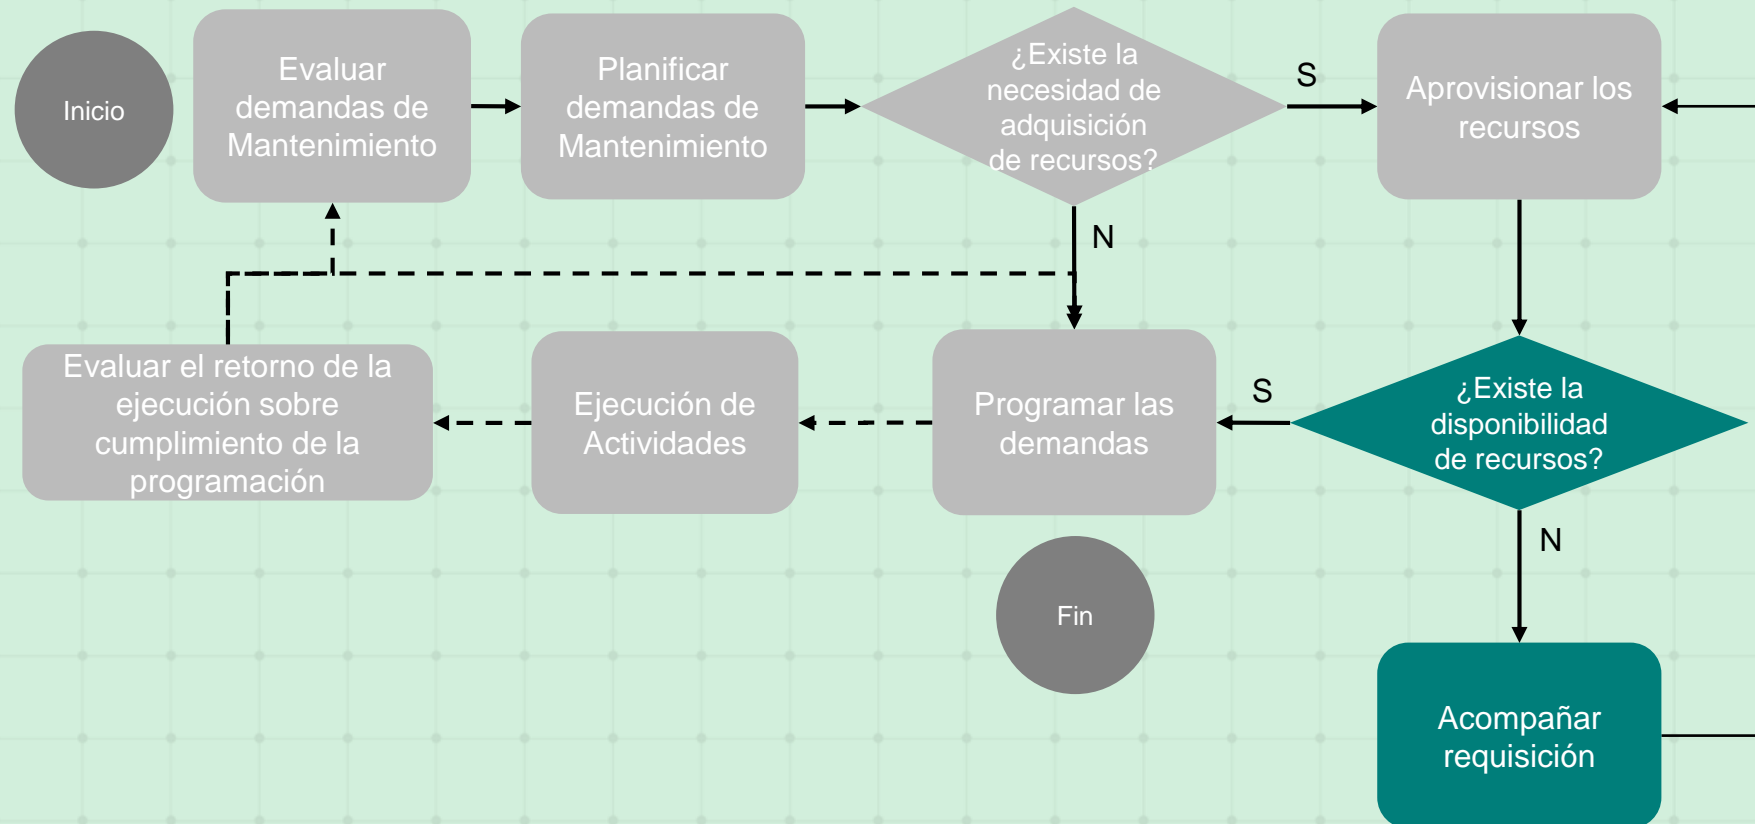 Inicio
Evaluar
demandas de
Mantenimiento
Planificar
demandas de
Mantenimiento
¿Existe la
necesidad de
adquisición
de recursos?
S
Aprovisionar los
recursos
N
Evaluar el retorno de la
ejecución sobre
cumplimiento de la
programación
Ejecución de
Actividades
Programar las
demandas
S
¿Existe la
disponibilidad
de recursos?
N
Fin
Acompañar
requisición